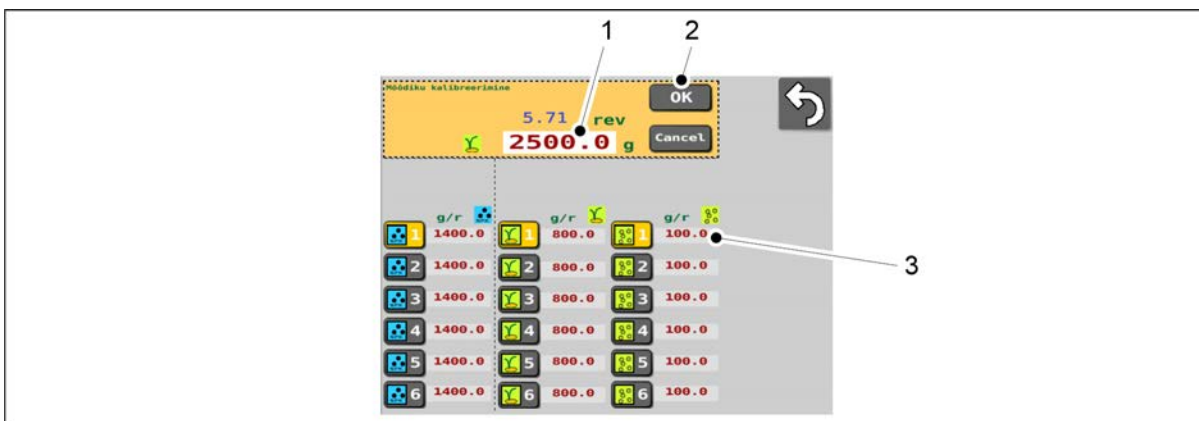 1 2
Möödiku kalibreerimine
OK
5.71 rev
2500.0 g Cancel
g/r g/r g/r
1 1400.0 1 800.0 1 100.0
3
2 1400.0 2 800.0 2 100.0
3 1400.0 3 800.0 3 100.0
4 1400.0 4 800.0 4 100.0
5 1400.0 5 800.0 5 100.0
6 1400.0 6 800.0 6 100.0